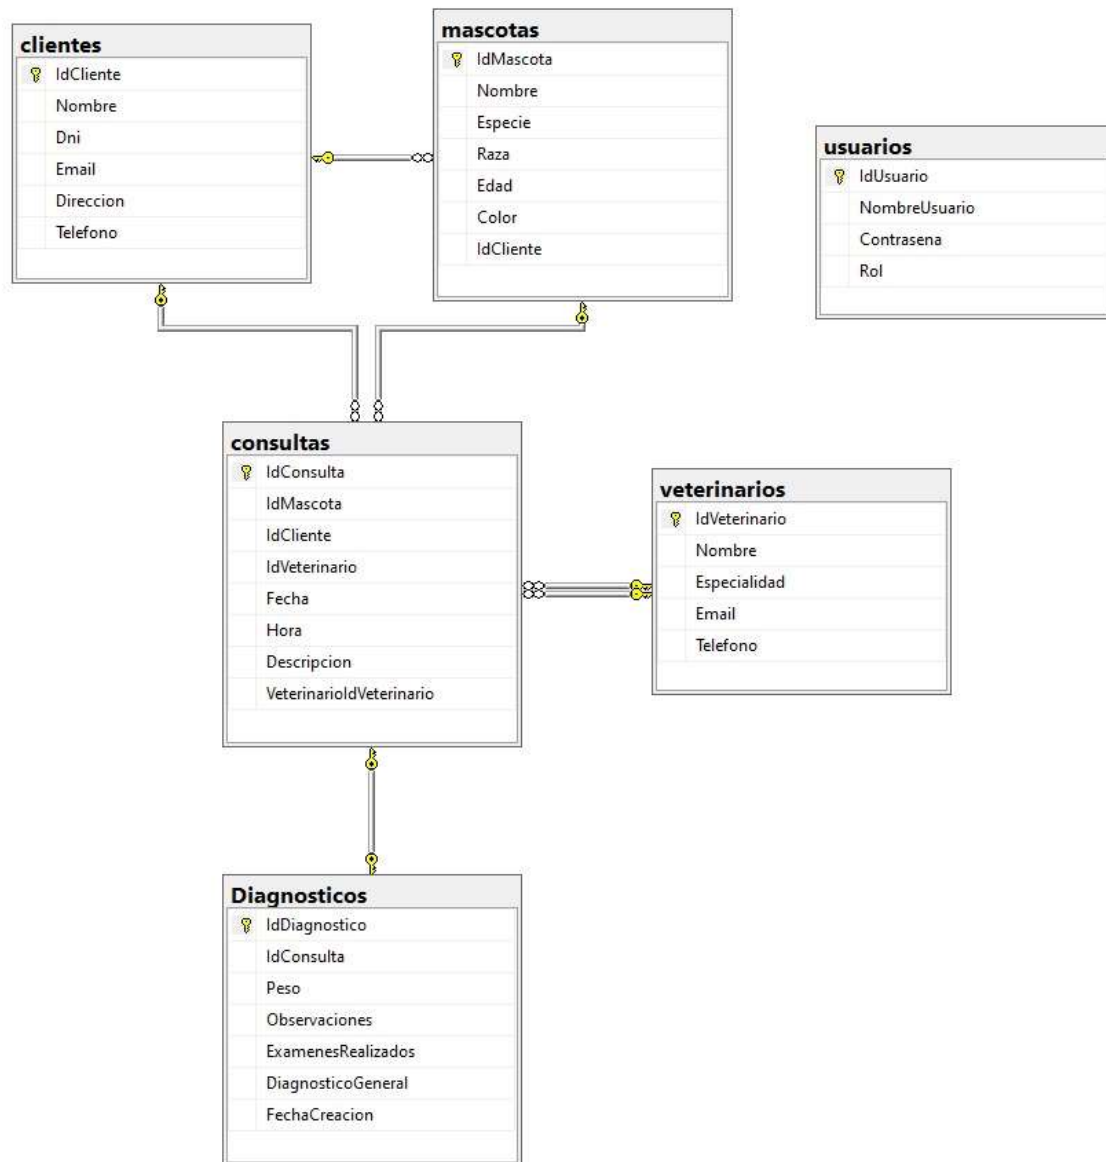 clientes
IdCliente
Nombre
Dni
Email
Direccion
Telefono
mascotas
IdMascota
Nombre
Especie
Raza
Edad
Color
IdCliente
usuarios
IdUsuario
NombreUsuario
Contrasena
Rol
consultas
IdConsulta
IdMascota
IdCliente
IdVeterinario
Fecha
Hora
Descripcion
VeterinarioIdVeterinario
veterinarios
IdVeterinario
Nombre
Especialidad
Email
Telefono
Diagnosticos
IdDiagnostico
IdConsulta
Peso
Observaciones
ExamenesRealizados
DiagnosticoGeneral
FechaCreacion